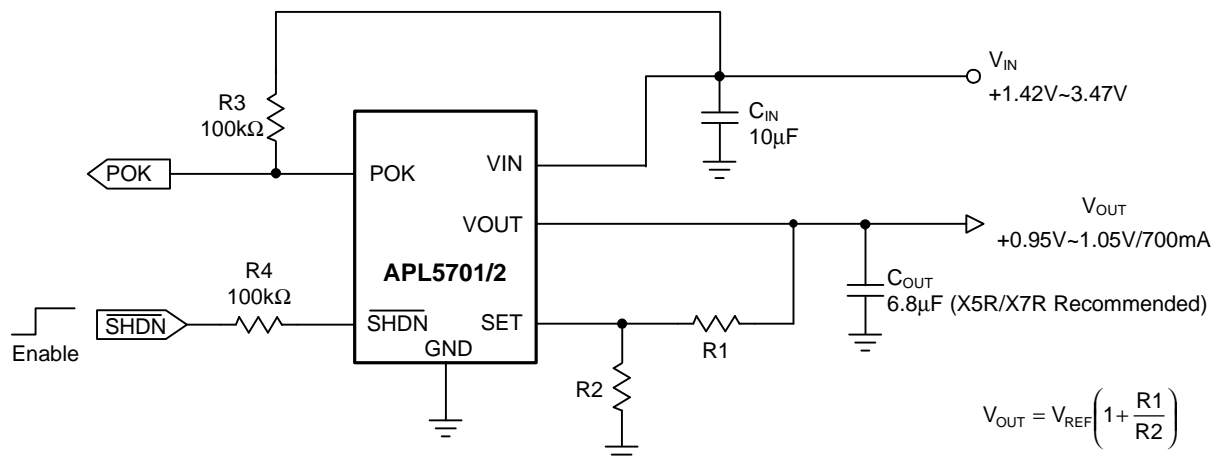 R3
100kΩ
POK
POK
VIN
VOUT
APL5701/2
SHDN
SET
GND
R4
100kΩ
SHDN
Enable
V_IN
+1.42V~3.47V
C_IN
10μF
V_OUT
+0.95V~1.05V/700mA
C_OUT
6.8μF (X5R/X7R Recommended)
R1
R2
V_OUT = V_REF(1+R1/R2)